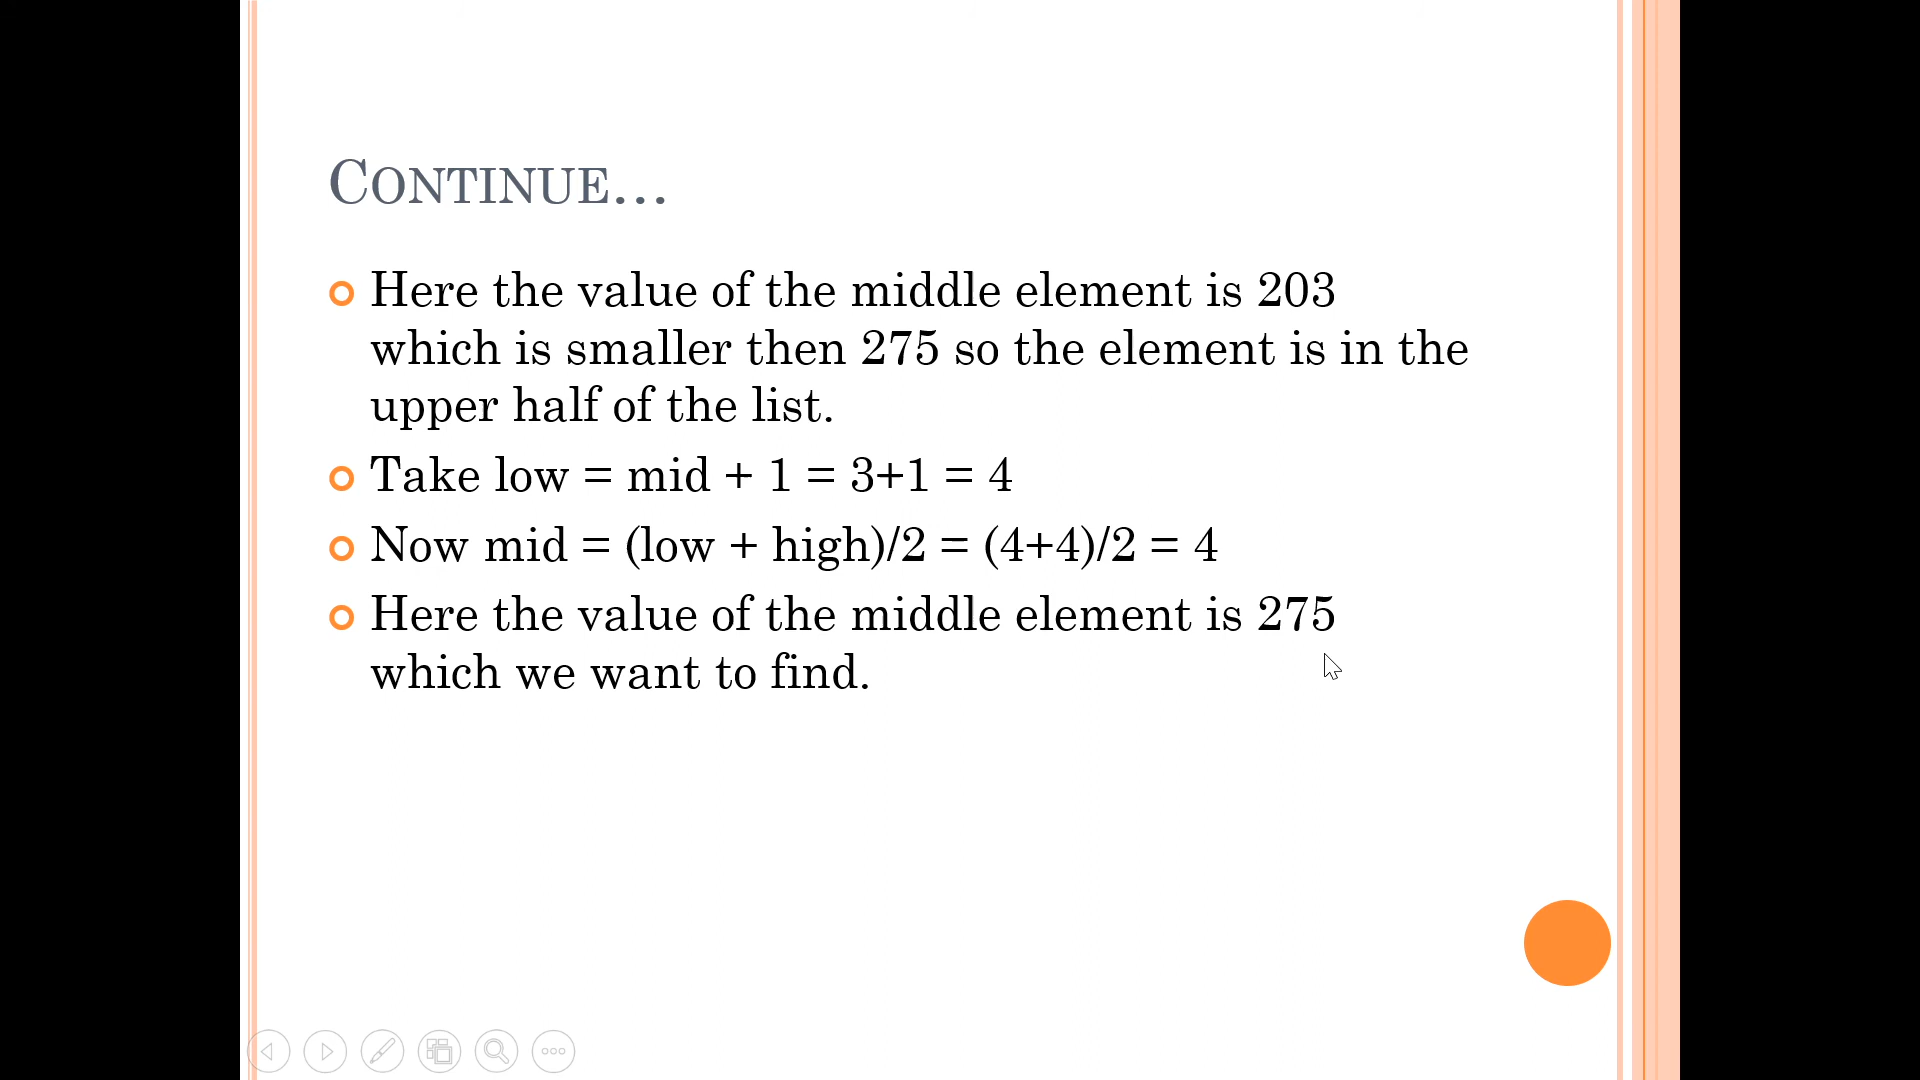 CONTINUE...
Here the value of the middle element is 203
which is smaller then 275 so the element is in the
upper half of the list.
Take low = mid + 1 = 3+1 = 4
Now mid = (low + high)/2 = (4+4)/2 = 4
Here the value of the middle element is 275
which we want to find.